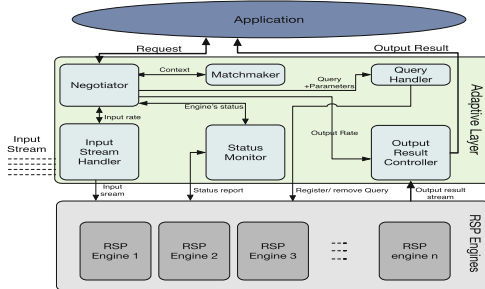 Application
Request
Output Result
Negotiator
Context
Matchmaker
Query
+Parameters
Query
Handler
Adaptive Layer
Engine's status
Input rate
Input
Stream
Input
Stream
Handler
Status
Monitor
Output Rate
Output
Result
Controller
Input
sream
Status report
Register/ remove Query
Output result
stream
RSP
Engine 1
RSP
Engine 2
RSP
Engine 3
RSP
engine n
RSP Engines